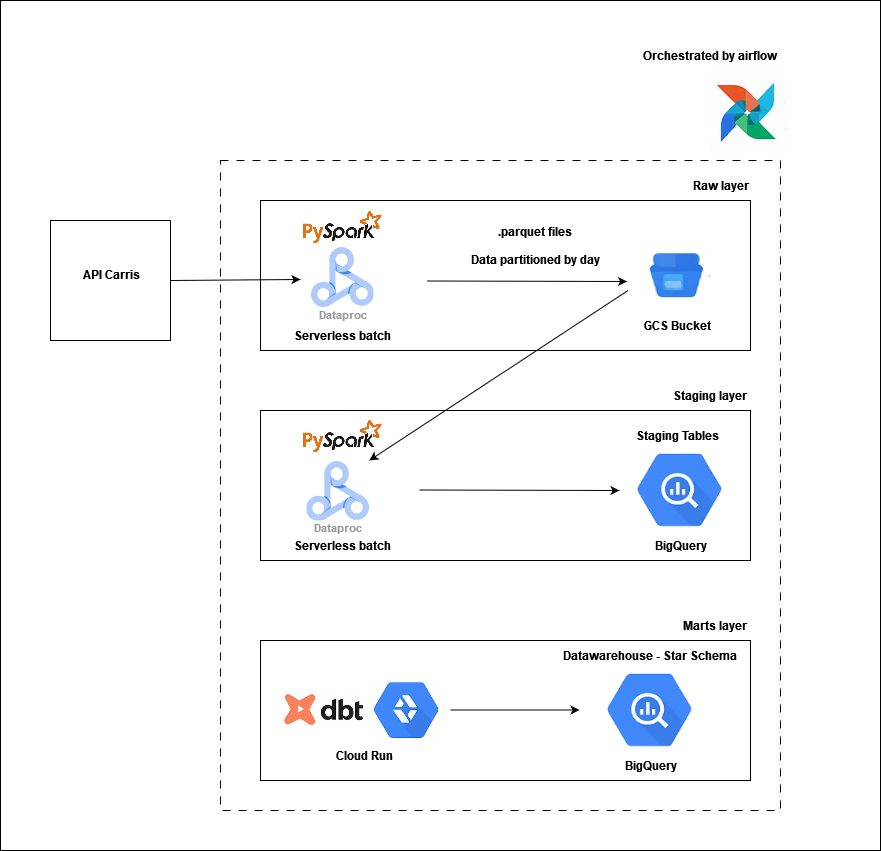 Orchestrated by airflow
Raw layer
API Carris
PySpark
.parquet files
Data partitioned by day
Dataproc
Serverless batch
GCS Bucket
Staging layer
PySpark
Staging Tables
Dataproc
Serverless batch
BigQuery
Marts layer
Datawarehouse - Star Schema
dbt
Cloud Run
BigQuery